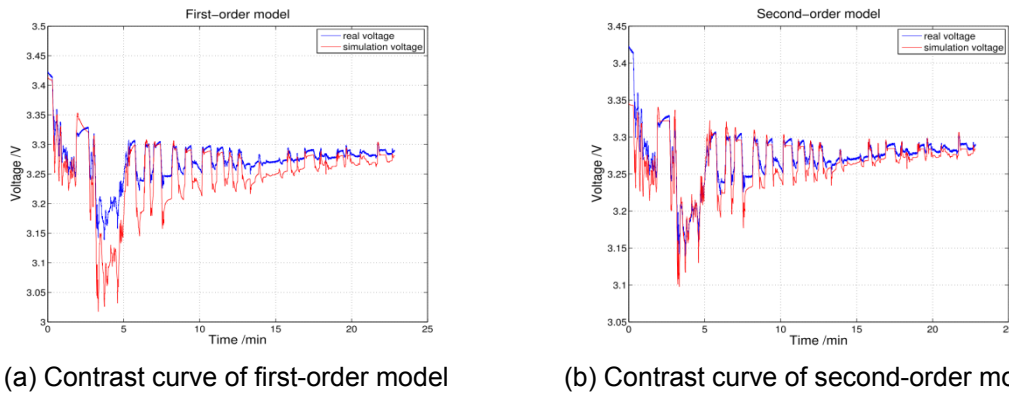 First−order model
real voltage
simulation voltage
3.5
3.45
3.4
3.35
3.3
3.25
3.2
3.15
3.1
3.05
3
Voltage /V
0 5 10 15 20 25
Time /min
(a) Contrast curve of first-order model
Second−order model
real voltage
simulation voltage
3.45
3.4
3.35
3.3
3.25
3.2
3.15
3.1
3.05
Voltage /V
0 5 10 15 20 25
Time /min
(b) Contrast curve of second-order mo